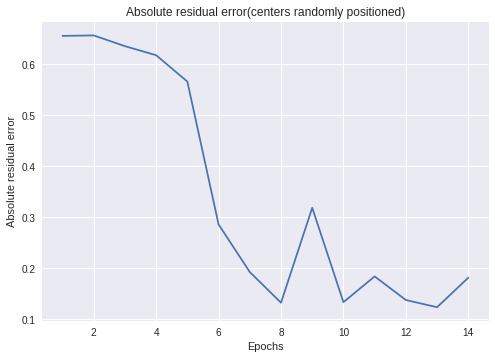 Absolute residual error(centers randomly positioned)
Absolute residual error
0.6
0.5
0.4
0.3
0.2
0.1
2 4 6 8 10 12 14
Epochs